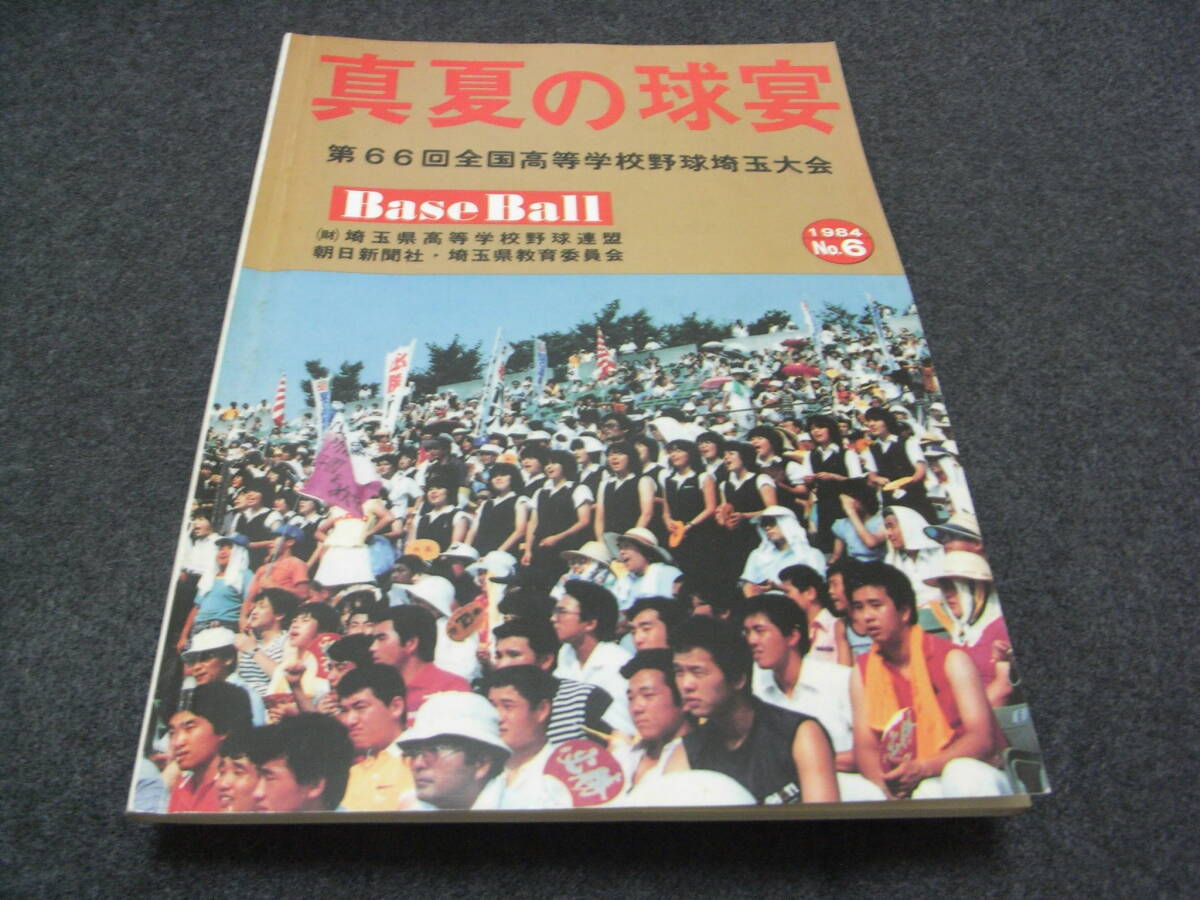 真夏の球宴
第66回全国高等学校野球埼玉大会
BaseBall
㈶埼玉県高等学校野球連盟
朝日新聞社・埼玉県教育委員会
1984
No.6